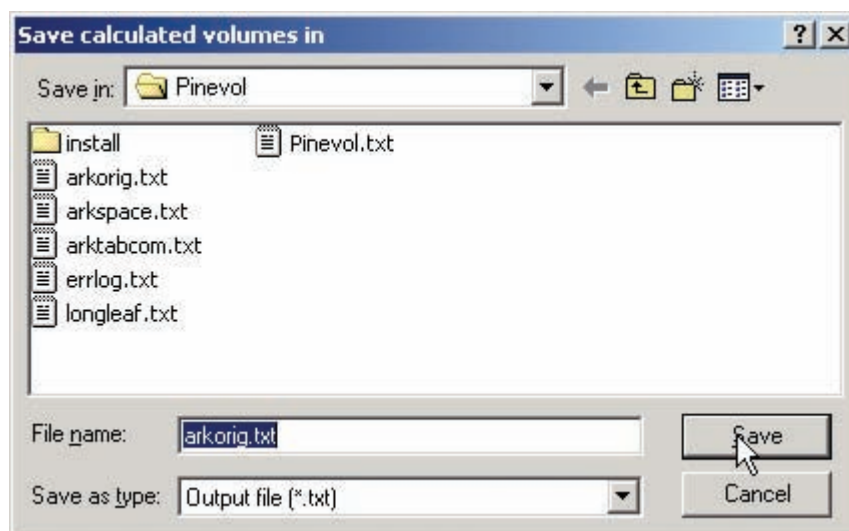 Save calculated volumes in
Save in: Pinevol
install
Pinevol.txt
arkorig.txt
arkspace.txt
arktabcom.txt
errlog.txt
longleaf.txt
File name: arkorig.txt
Save
Save as type: Output file (*.txt)
Cancel